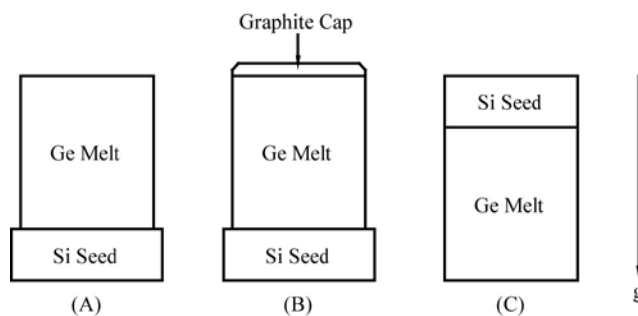 Graphite Cap
Ge Melt
Ge Melt
Si Seed
Ge Melt
Si Seed
Si Seed
(A)
(B)
(C)
g